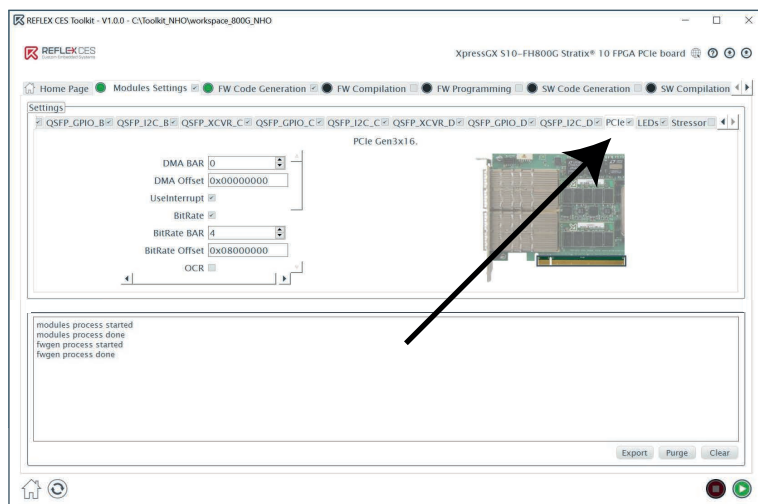 REFLEX CES Toolkit - V1.0.0 - C:\Toolkit_NHO\workspace_800G_NHO
REFLEX CES
Custom Embedded Systems
XpressGX S10-FH800G Stratix® 10 FPGA PCIe board
Home Page Modules Settings FW Code Generation FW Compilation FW Programming SW Code Generation SW Compilation
Settings
QSFP_GPIO_B QSFP_I2C_B QSFP_XCVR_C QSFP_GPIO_C QSFP_I2C_C QSFP_XCVR_D QSFP_GPIO_D QSFP_I2C_D PCIe LEDs Stressor
PCIe Gen3x16.
DMA BAR 0
DMA Offset 0x00000000
UseInterrupt
BitRate
BitRate BAR 4
BitRate Offset 0x08000000
OCR
modules process started
modules process done
fwgen process started
fwgen process done
Export Purge Clear